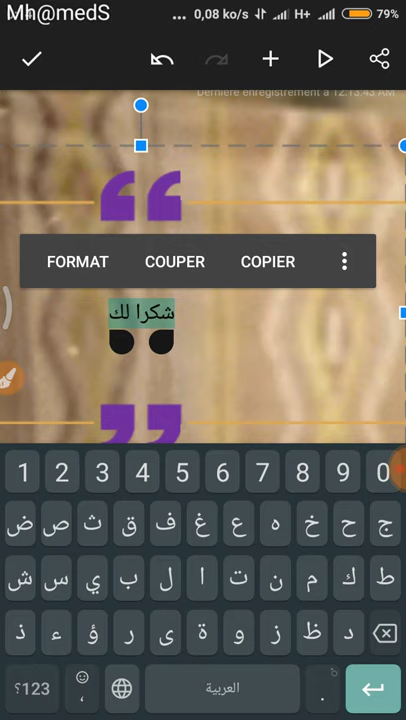 Mh@medS
... 0,08 ko/s H+ 79%
Dernière enregistrement à 12:13:43 AM
“
FORMAT COUPER COPIER
شكرا لك
”
1 2 3 4 5 6 7 8 9 0
ض ص ث ق ف غ ع ه خ ح ج
ش س ي ب ل ا ت ن م ك ط
ذ ء ؤ ر ى ة و ز ظ د
؟123 ، العربية .